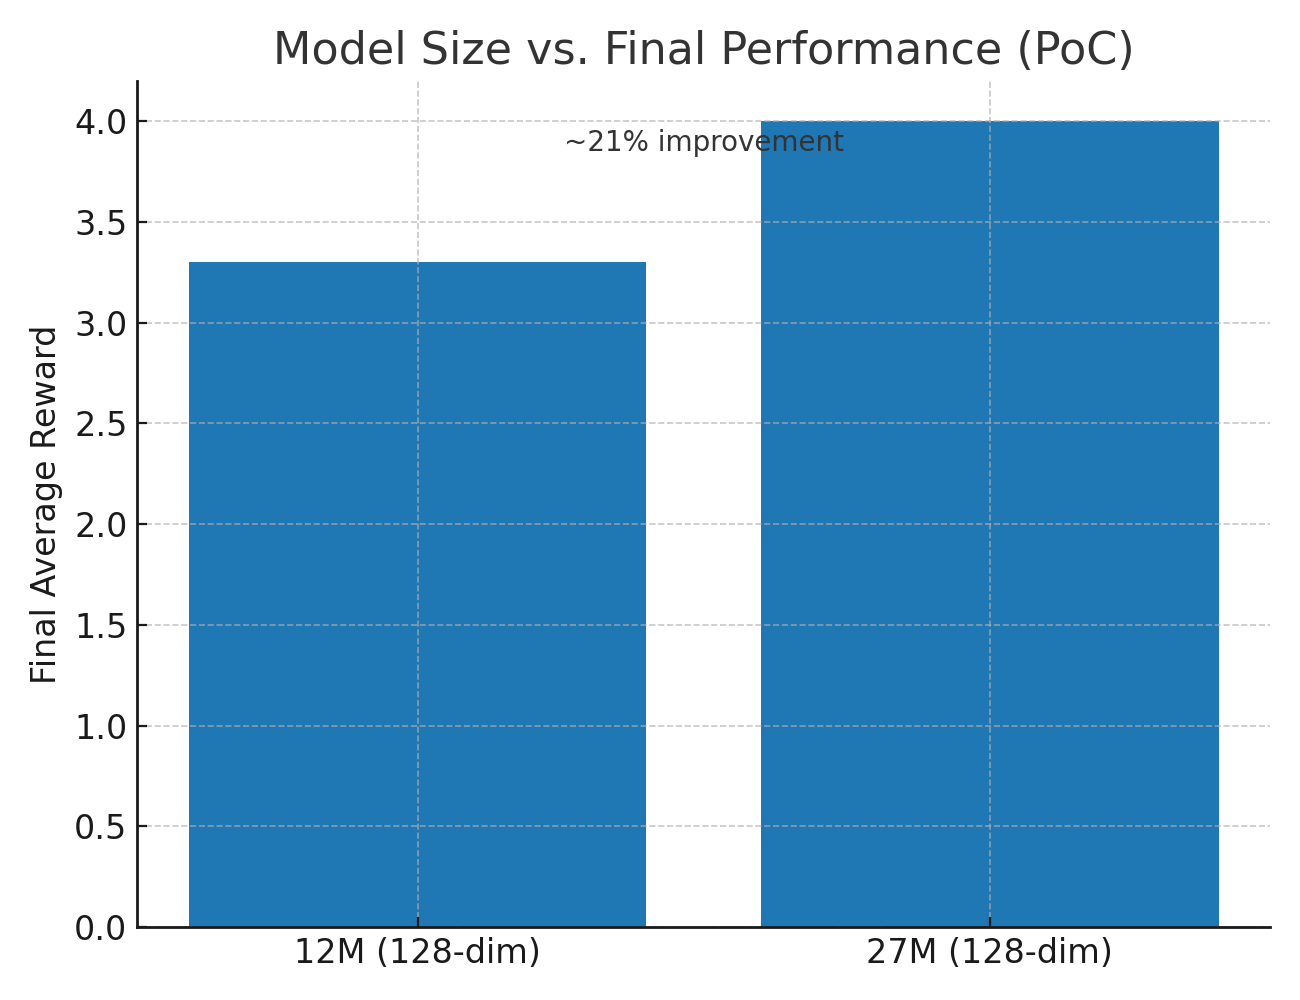 Model Size vs. Final Performance (PoC)
~21% improvement
Final Average Reward
4.0
3.5
3.0
2.5
2.0
1.5
1.0
0.5
0.0
12M (128-dim)
27M (128-dim)